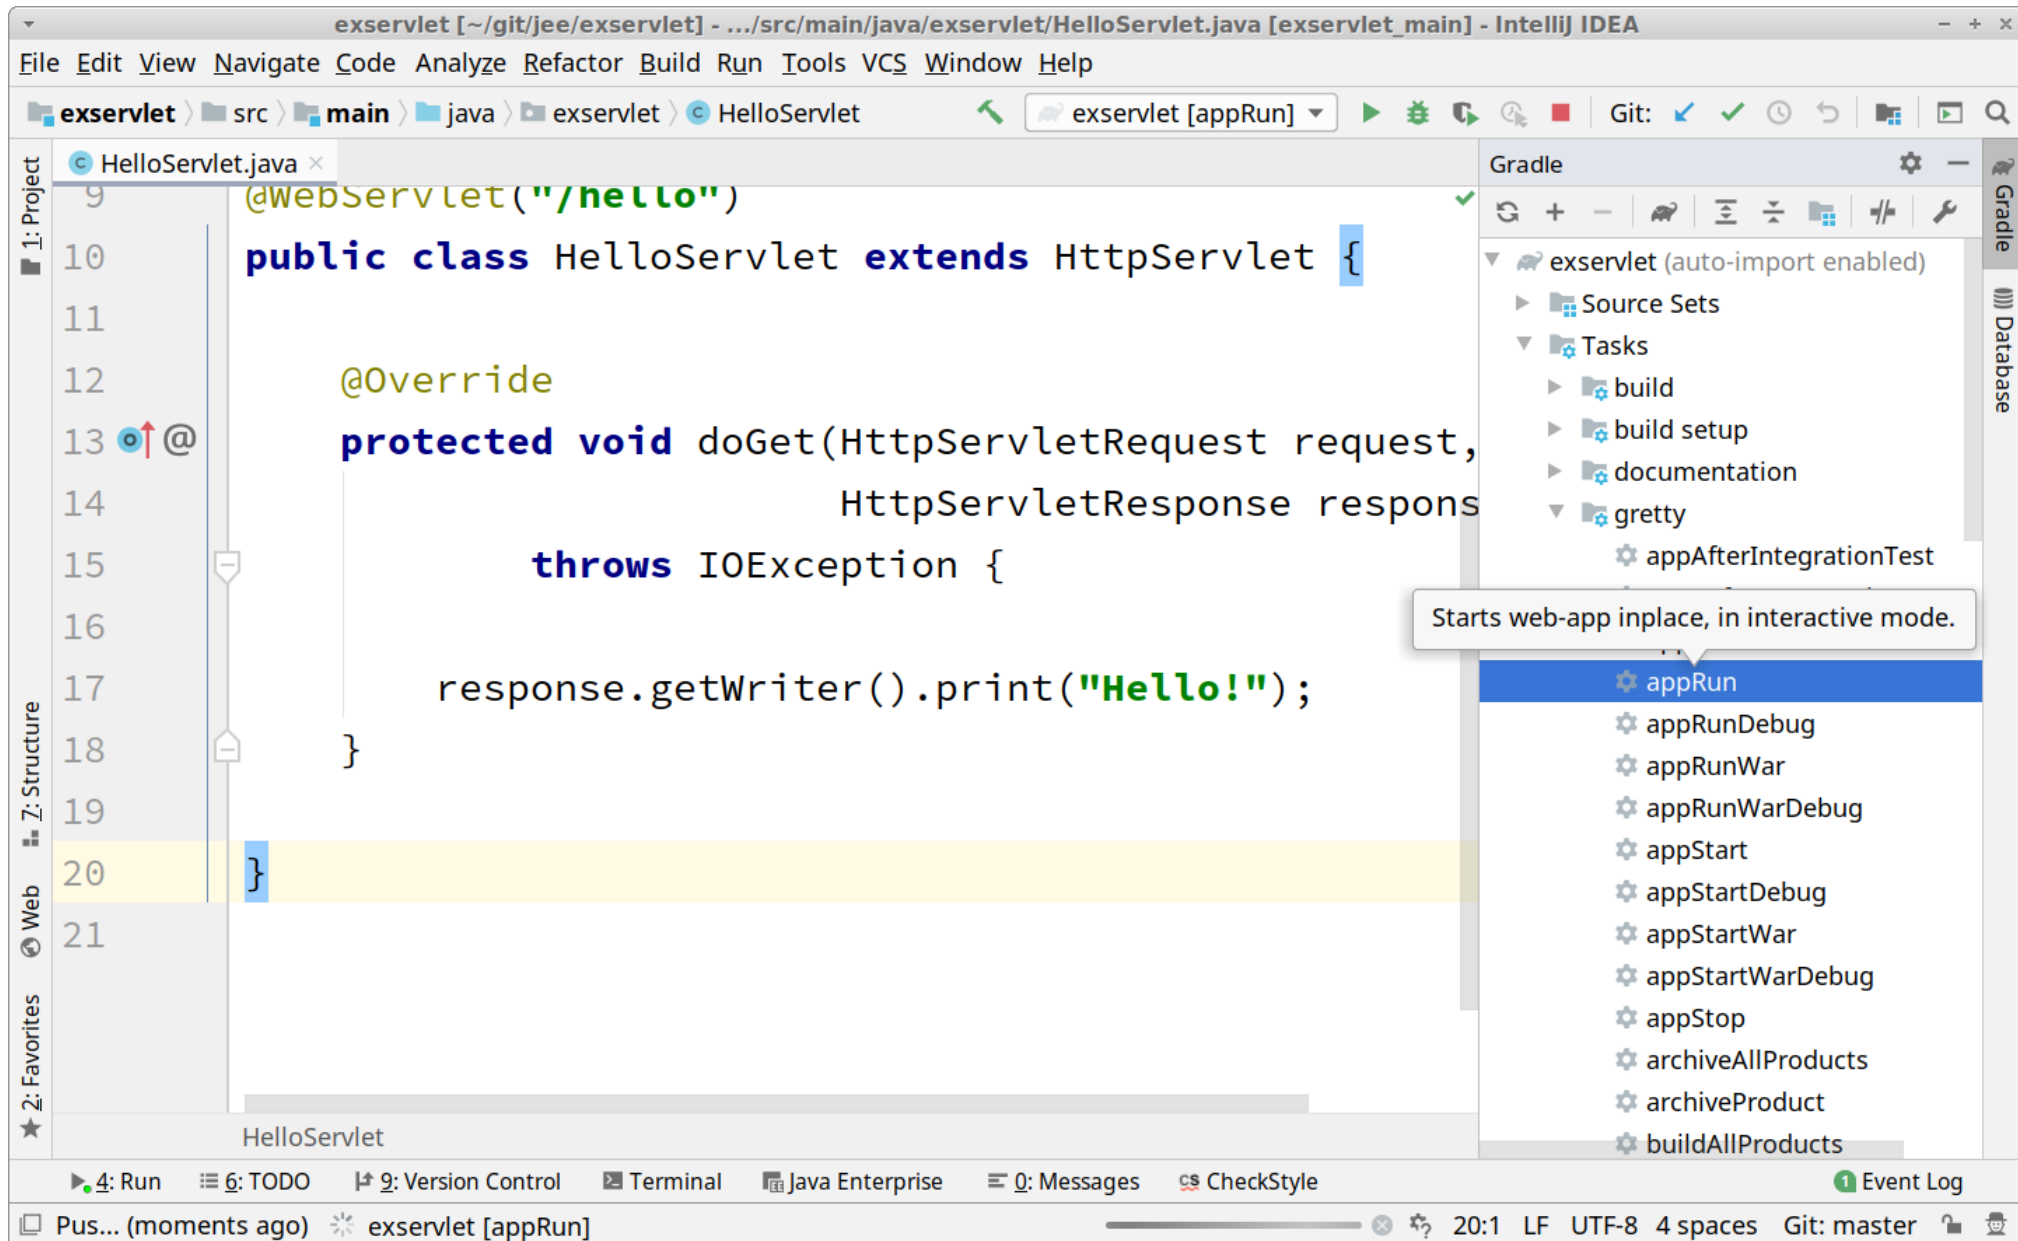 exservlet [~/git/jee/exservlet] - .../src/main/java/exservlet/HelloServlet.java [exservlet_main] - IntelliJ IDEA
File Edit View Navigate Code Analyze Refactor Build Run Tools VCS Window Help
exservlet src main java exservlet HelloServlet exservlet [appRun] Git:
1: Project
7: Structure
Web
2: Favorites
HelloServlet.java
9 @WebServlet("/hello")
10 public class HelloServlet extends HttpServlet {
11
12 @Override
13 @ protected void doGet(HttpServletRequest request,
14 HttpServletResponse respons
15 throws IOException {
16
17 response.getWriter().print("Hello!");
18 }
19
20 }
21
HelloServlet
Gradle
exservlet (auto-import enabled)
Source Sets
Tasks
build
build setup
documentation
gretty
appAfterIntegrationTest
Starts web-app inplace, in interactive mode.
appRun
appRunDebug
appRunWar
appRunWarDebug
appStart
appStartDebug
appStartWar
appStartWarDebug
appStop
archiveAllProducts
archiveProduct
buildAllProducts
Gradle
Database
4: Run 6: TODO 9: Version Control Terminal Java Enterprise 0: Messages CS CheckStyle 1 Event Log
Pus... (moments ago) exservlet [appRun] 20:1 LF UTF-8 4 spaces Git: master